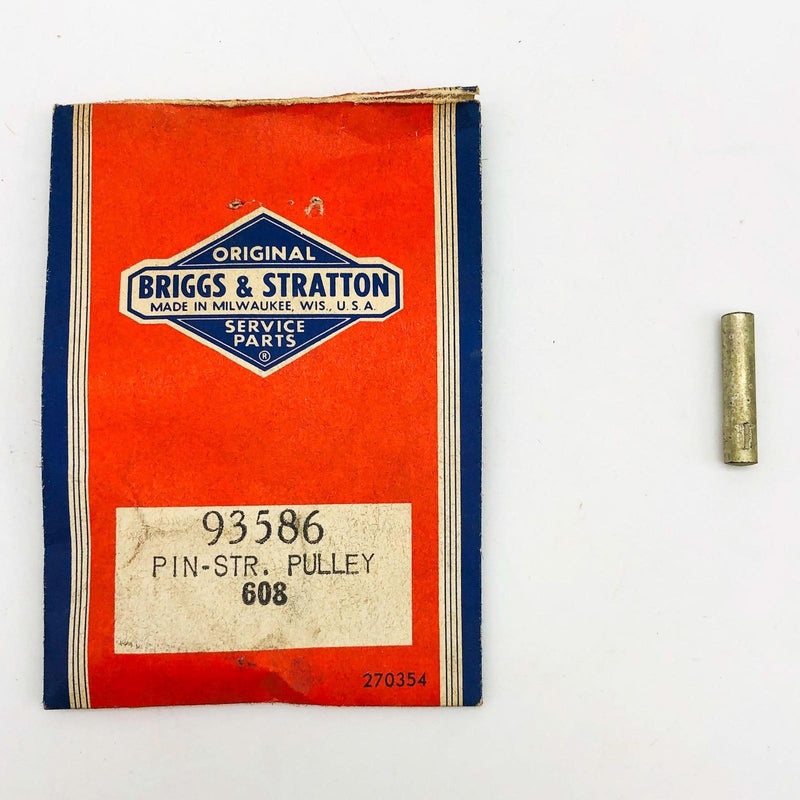 ORIGINAL
BRIGGS & STRATTON
MADE IN MILWAUKEE, WIS., U.S.A.
SERVICE
PARTS
®
93586
PIN-STR. PULLEY
608
270354